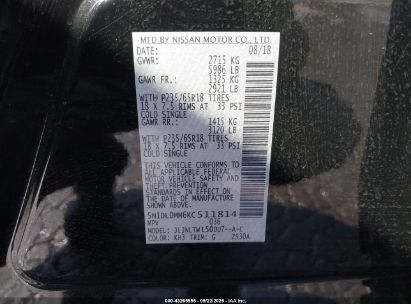 MFD BY NISSAN MOTOR CO., LTD.
DATE: 08/18
GVWR: 2715 KG
5986 LB
GAWR FR: 1325 KG
2921 LB
WITH P235/65R18 TIRES
18 X 7.5 RIMS AT 33 PSI
COLD SINGLE
GAWR RR.: 1415 KG
3120 LB
WITH P235/65R18 TIRES
18 X 7.5 RIMS AT 33 PSI
COLD SINGLE
THIS VEHICLE CONFORMS TO
ALL APPLICABLE FEDERAL
MOTOR VEHICLE SAFETY
STANDARDS IN EFFECT ON
THE DATE OF MANUFACTURE
SHOWN ABOVE.
5N1DL0MM6KC511814
MPV 036
MODEL:
COLOR: KH3 TRIM: G